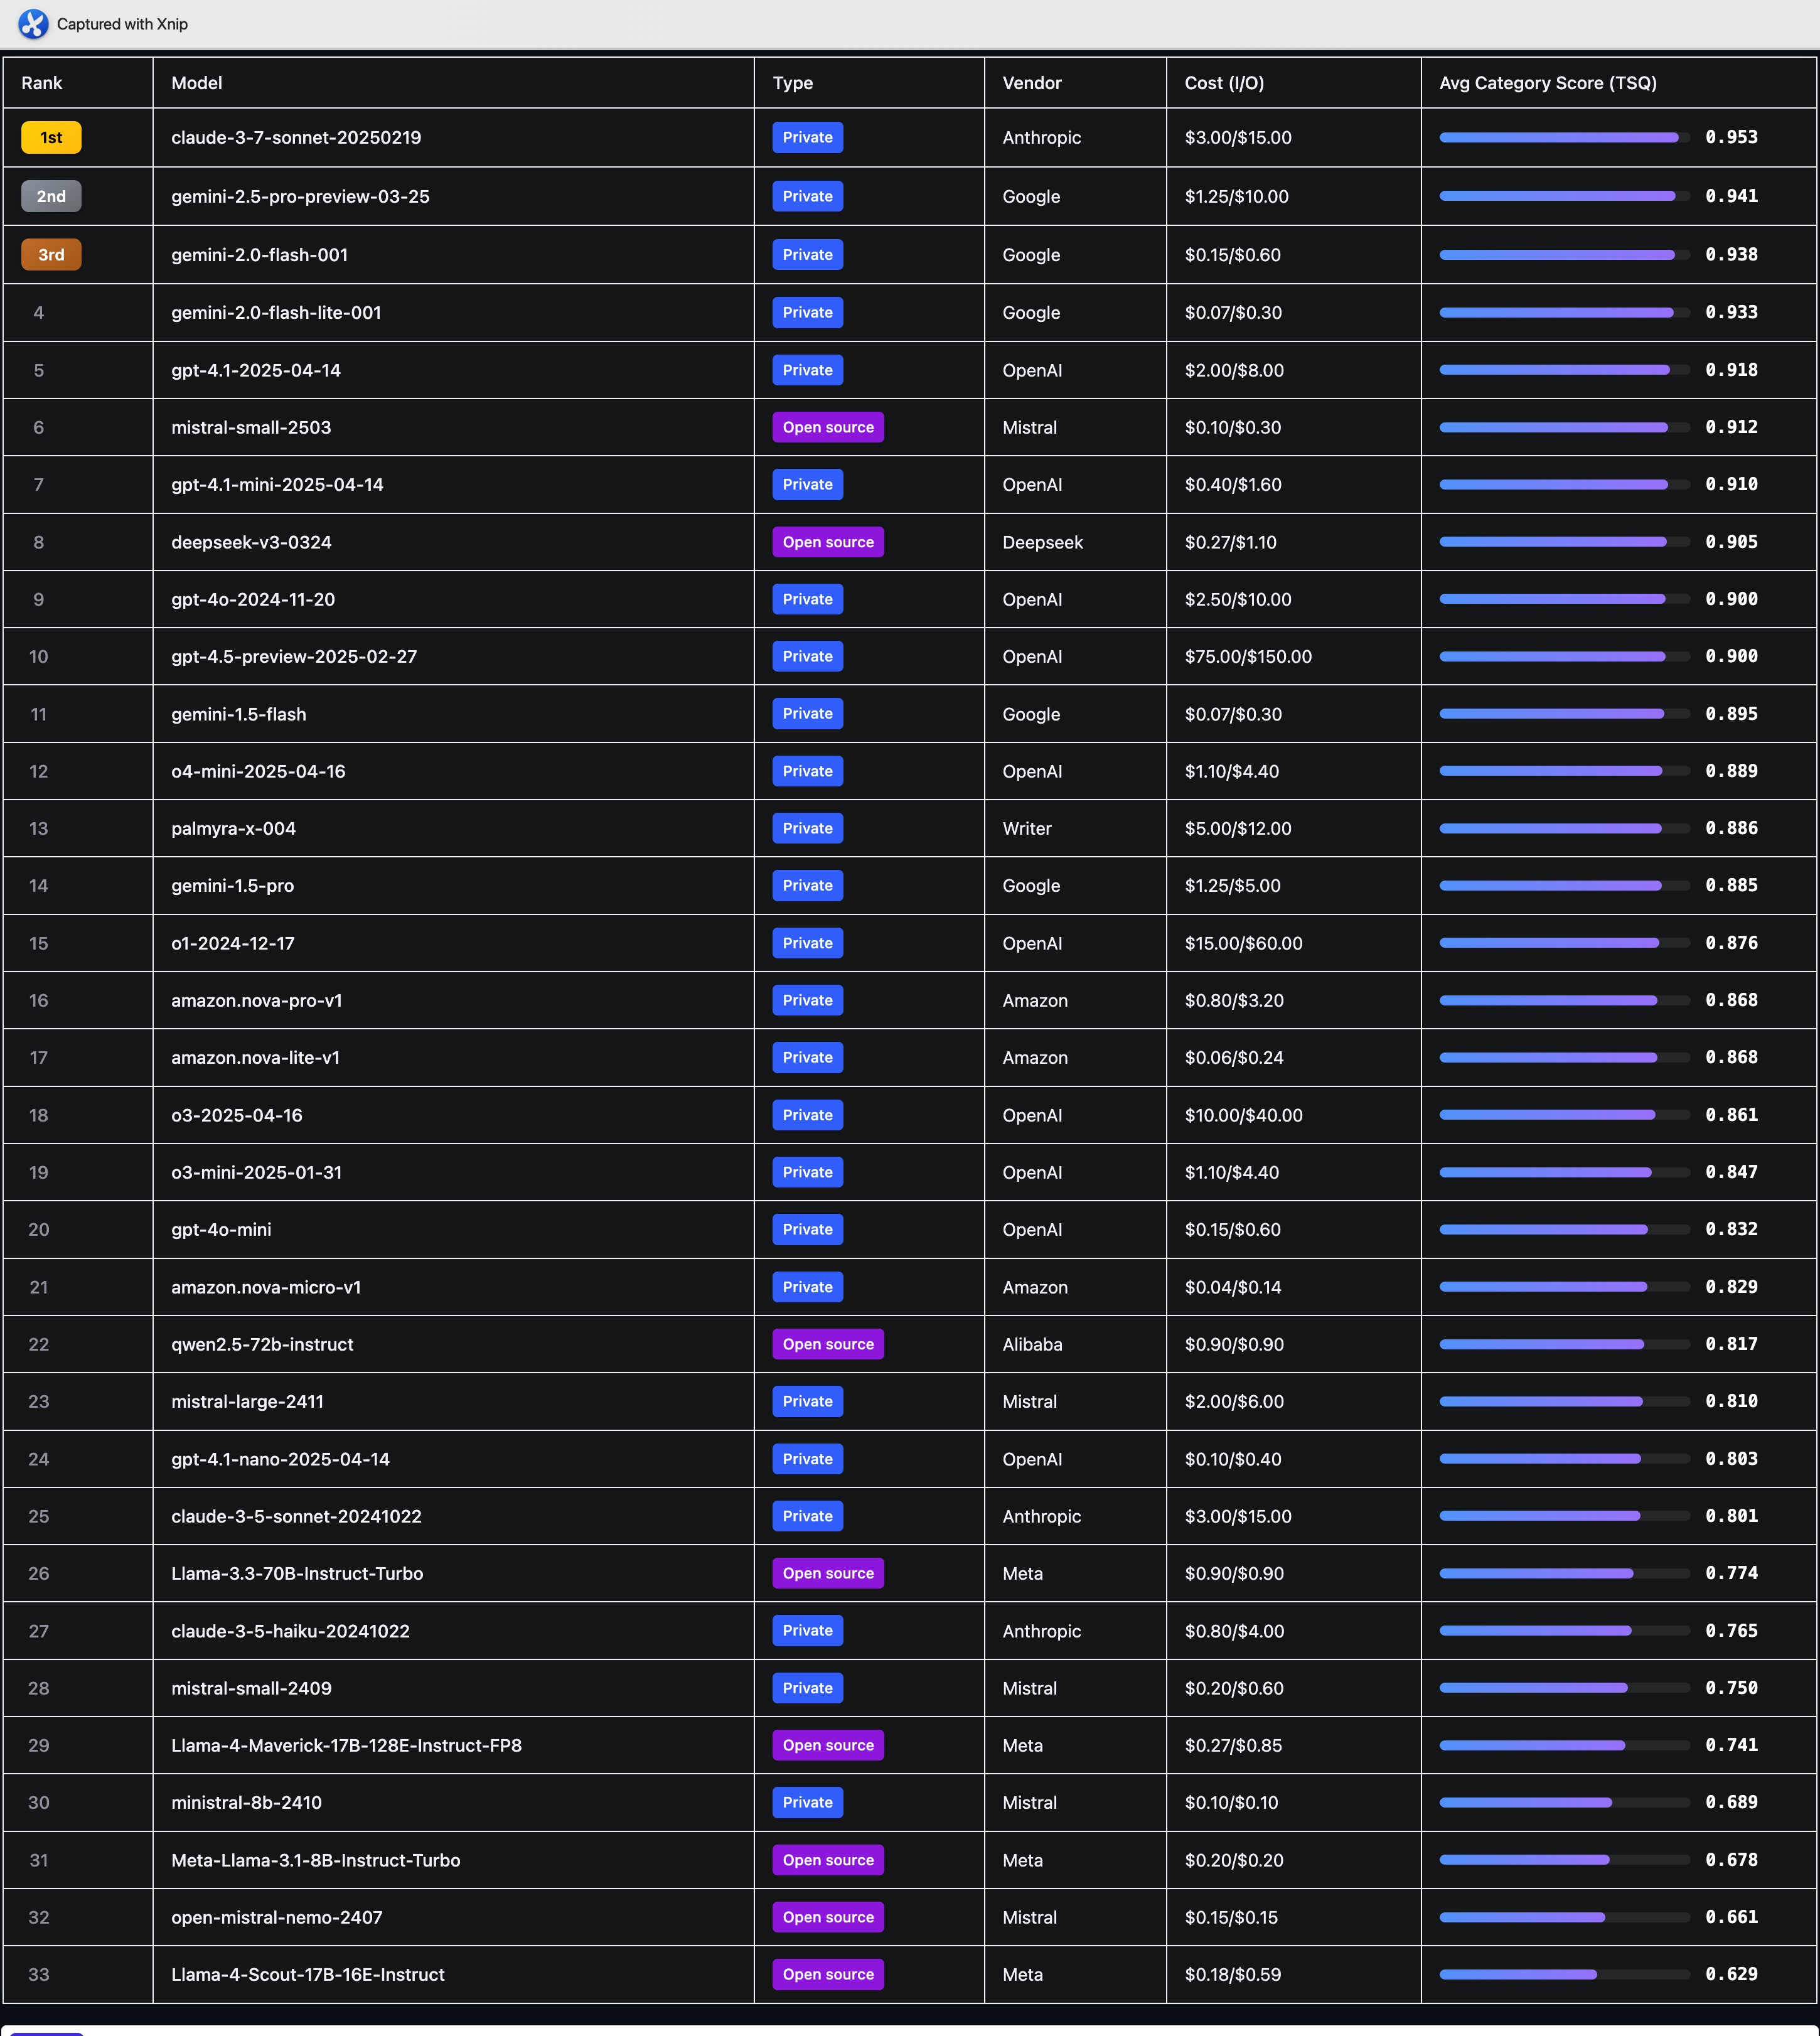 Captured with Xnip
Rank Model Type Vendor Cost (I/O) Avg Category Score (TSQ)
1st claude-3-7-sonnet-20250219 Private Anthropic $3.00/$15.00 0.953
2nd gemini-2.5-pro-preview-03-25 Private Google $1.25/$10.00 0.941
3rd gemini-2.0-flash-001 Private Google $0.15/$0.60 0.938
4 gemini-2.0-flash-lite-001 Private Google $0.07/$0.30 0.933
5 gpt-4.1-2025-04-14 Private OpenAI $2.00/$8.00 0.918
6 mistral-small-2503 Open source Mistral $0.10/$0.30 0.912
7 gpt-4.1-mini-2025-04-14 Private OpenAI $0.40/$1.60 0.910
8 deepseek-v3-0324 Open source Deepseek $0.27/$1.10 0.905
9 gpt-4o-2024-11-20 Private OpenAI $2.50/$10.00 0.900
10 gpt-4.5-preview-2025-02-27 Private OpenAI $75.00/$150.00 0.900
11 gemini-1.5-flash Private Google $0.07/$0.30 0.895
12 o4-mini-2025-04-16 Private OpenAI $1.10/$4.40 0.889
13 palmyra-x-004 Private Writer $5.00/$12.00 0.886
14 gemini-1.5-pro Private Google $1.25/$5.00 0.885
15 o1-2024-12-17 Private OpenAI $15.00/$60.00 0.876
16 amazon.nova-pro-v1 Private Amazon $0.80/$3.20 0.868
17 amazon.nova-lite-v1 Private Amazon $0.06/$0.24 0.868
18 o3-2025-04-16 Private OpenAI $10.00/$40.00 0.861
19 o3-mini-2025-01-31 Private OpenAI $1.10/$4.40 0.847
20 gpt-4o-mini Private OpenAI $0.15/$0.60 0.832
21 amazon.nova-micro-v1 Private Amazon $0.04/$0.14 0.829
22 qwen2.5-72b-instruct Open source Alibaba $0.90/$0.90 0.817
23 mistral-large-2411 Private Mistral $2.00/$6.00 0.810
24 gpt-4.1-nano-2025-04-14 Private OpenAI $0.10/$0.40 0.803
25 claude-3-5-sonnet-20241022 Private Anthropic $3.00/$15.00 0.801
26 Llama-3.3-70B-Instruct-Turbo Open source Meta $0.90/$0.90 0.774
27 claude-3-5-haiku-20241022 Private Anthropic $0.80/$4.00 0.765
28 mistral-small-2409 Private Mistral $0.20/$0.60 0.750
29 Llama-4-Maverick-17B-128E-Instruct-FP8 Open source Meta $0.27/$0.85 0.741
30 ministral-8b-2410 Private Mistral $0.10/$0.10 0.689
31 Meta-Llama-3.1-8B-Instruct-Turbo Open source Meta $0.20/$0.20 0.678
32 open-mistral-nemo-2407 Open source Mistral $0.15/$0.15 0.661
33 Llama-4-Scout-17B-16E-Instruct Open source Meta $0.18/$0.59 0.629